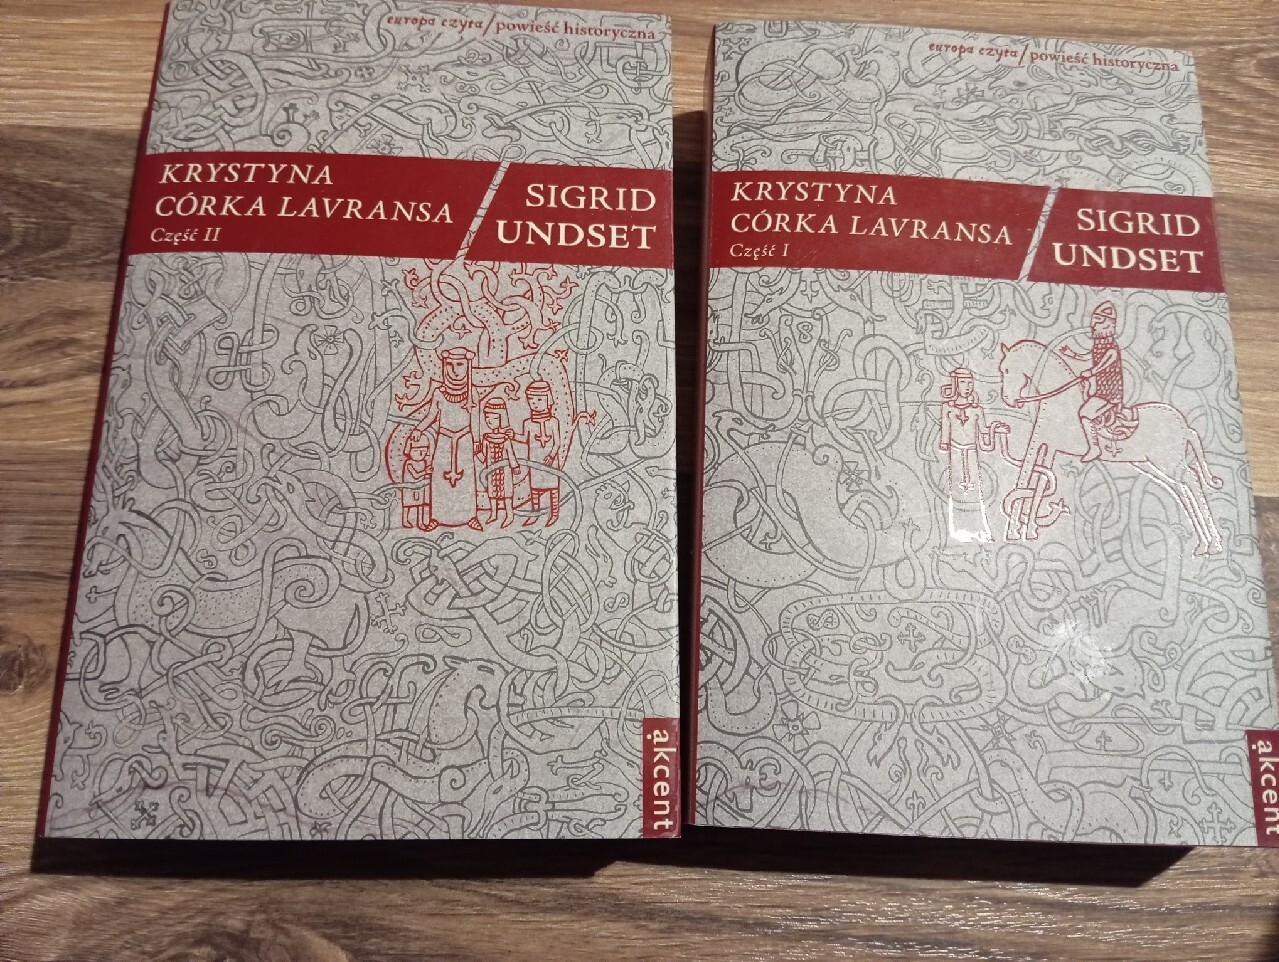 europa czyta/powieść historyczna
KRYSTYNA
CÓRKA LAVRANSA
Część II
SIGRID
UNDSET
akcent
europa czyta/powieść historyczna
KRYSTYNA
CÓRKA LAVRANSA
Część I
SIGRID
UNDSET
akcent